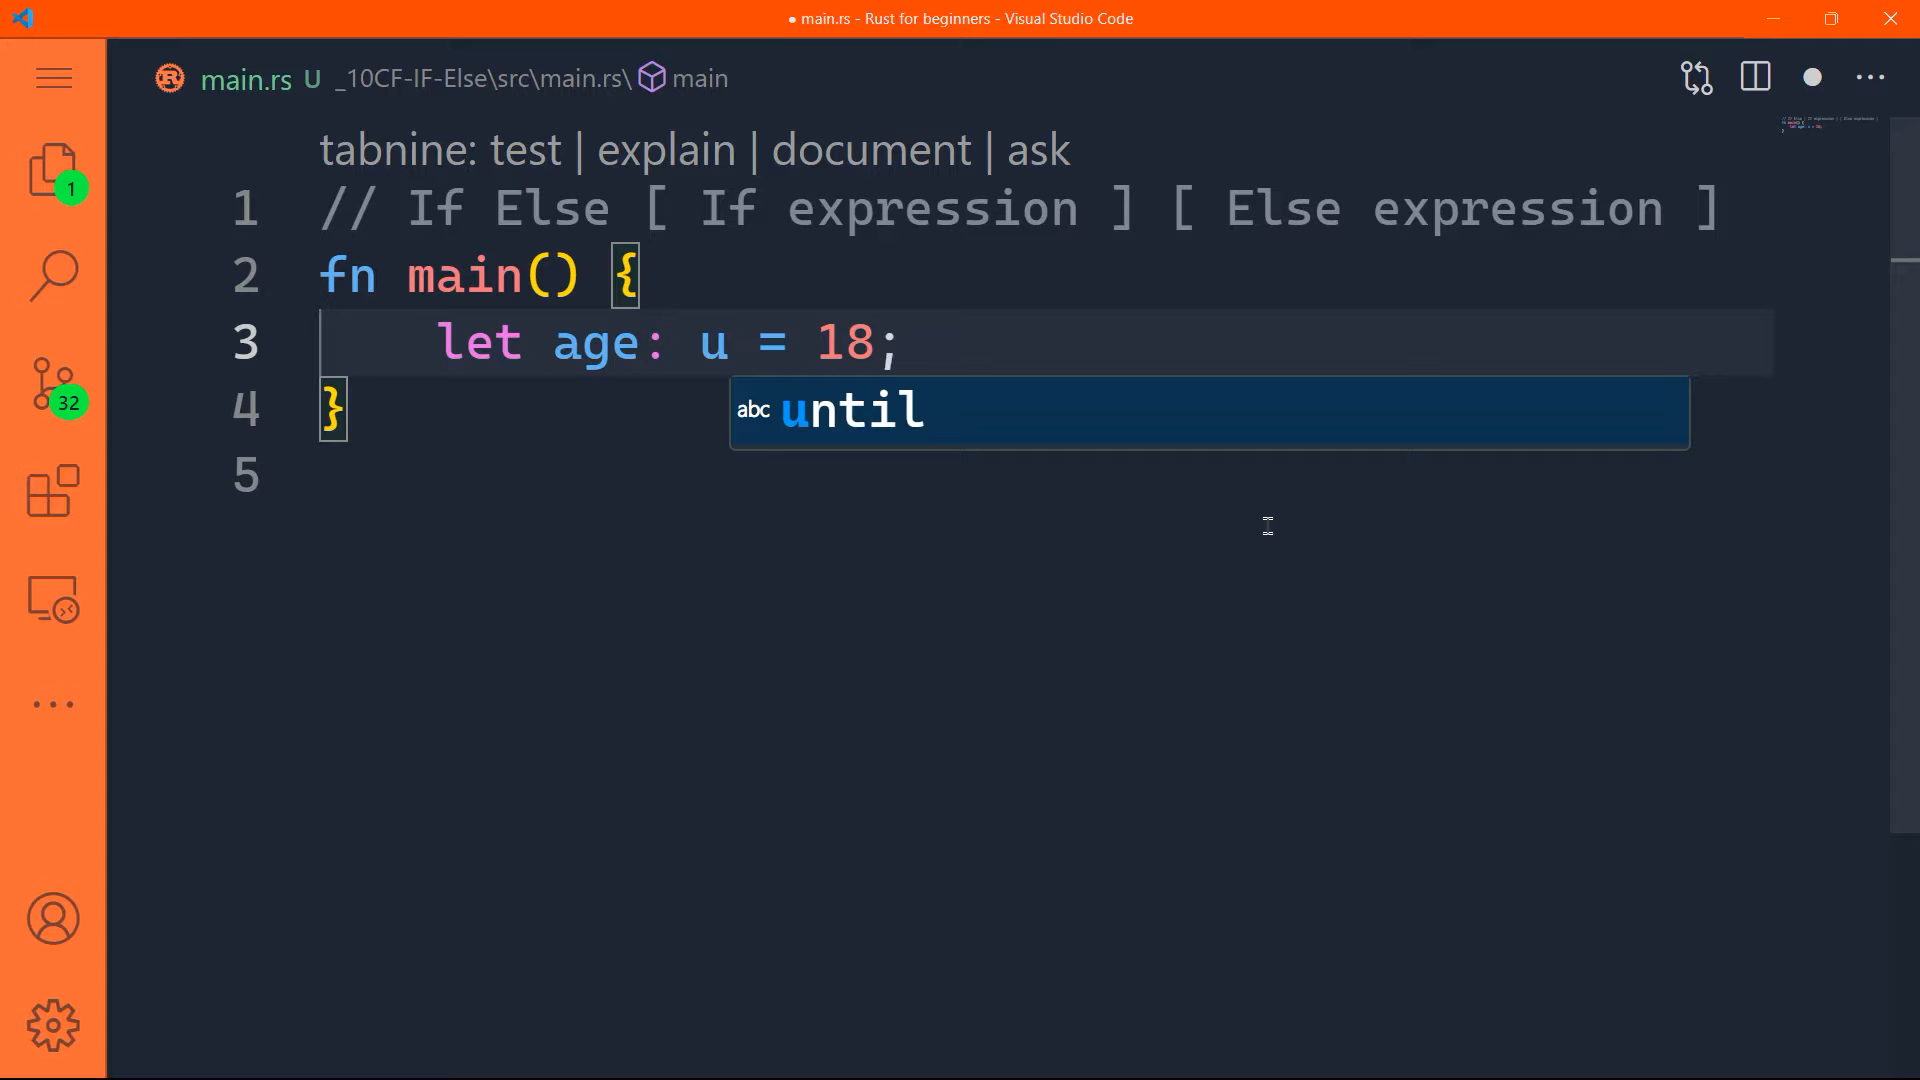 ● main.rs - Rust for beginners - Visual Studio Code
main.rs U _10CF-IF-Else\src\main.rs\ main
tabnine: test | explain | document | ask
1 // If Else [ If expression ] [ Else expression ]
2 fn main() {
3 let age: u = 18;
4 }
abc until
5
1
32